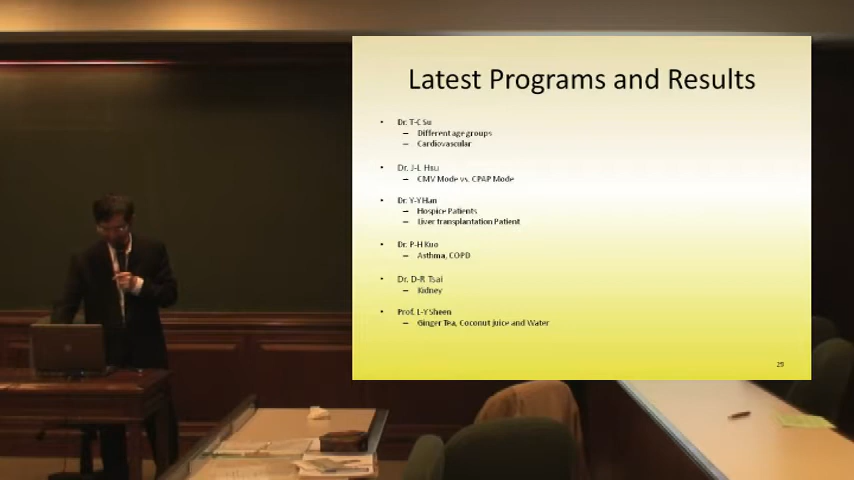 Latest Programs and Results
• Dr. T-C Su
– Different age groups
– Cardiovascular
• Dr. J-L Hsu
– CMV Mode vs. CPAP Mode
• Dr. Y-Y Han
– Hospice Patients
– Liver transplantation Patient
• Dr. P-H Kuo
– Asthma, COPD
• Dr. D-R Tsai
– Kidney
• Prof. L-Y Sheen
– Ginger Tea, Coconut juice and Water
29